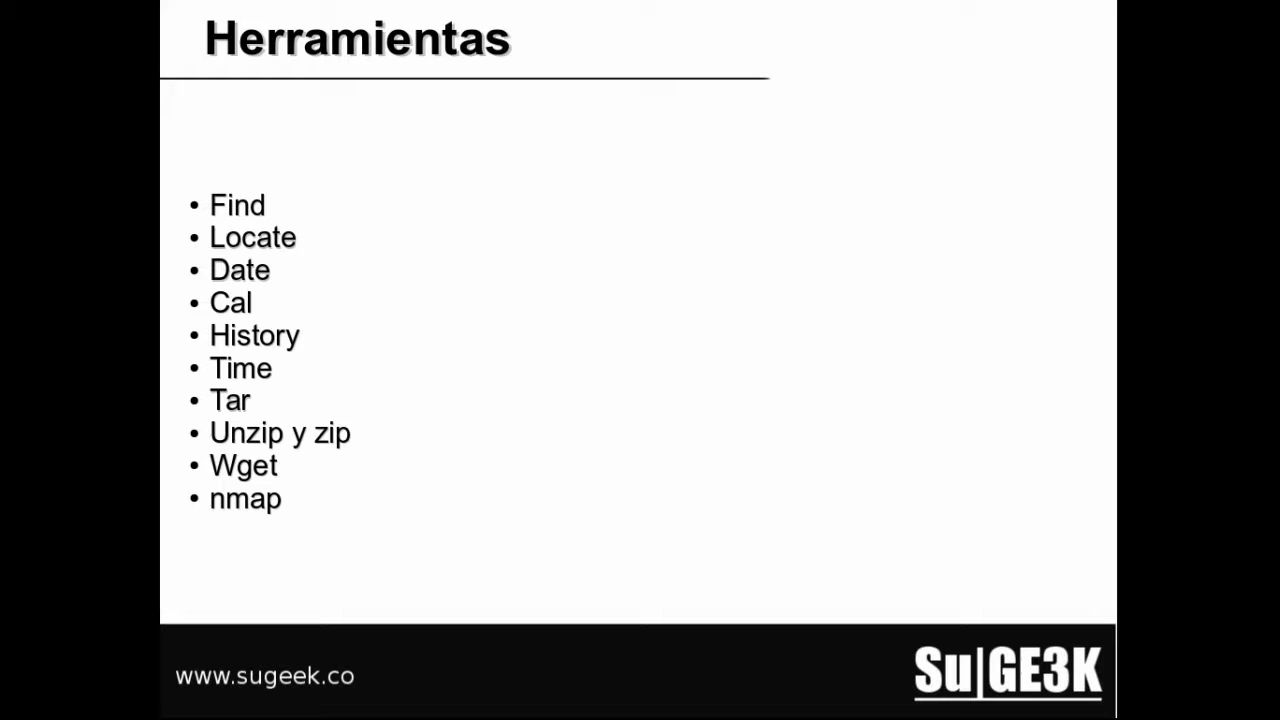 Herramientas
• Find
• Locate
• Date
• Cal
• History
• Time
• Tar
• Unzip y zip
• Wget
• nmap
www.sugeek.co
Su|GE3K